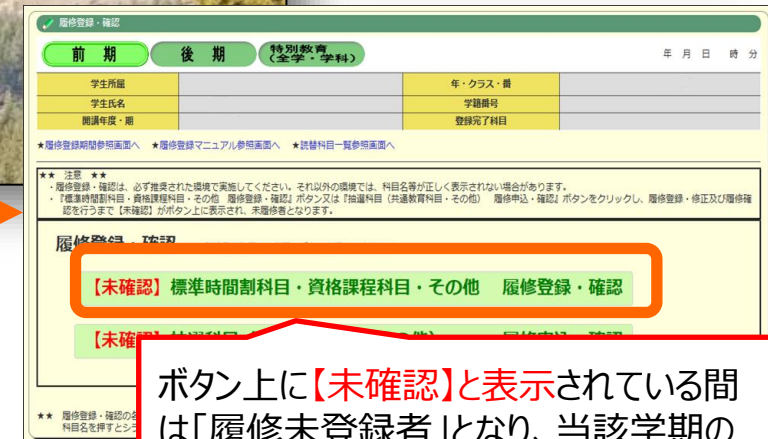 履修登録・確認
前 期 後 期 特別教育(全学・学科) 年 月 日 時 分
学生所属 年・クラス・番
学生氏名 学籍番号
開講年度・期 登録完了科目
★履修登録期間参照画面へ ★履修登録マニュアル参照画面へ ★読替科目一覧参照画面へ
★★ 注意 ★★
・履修登録・確認は、必ず推奨された環境で実施してください。それ以外の環境では、科目名等が正しく表示されない場合があります。
・『標準時間割科目・資格課程科目・その他 履修登録・確認』ボタン又は『抽選科目（共通教育科目・その他） 履修申込・確認』ボタンをクリックし、履修登録・修正及び履修確
認を行うまで【未確認】がボタン上に表示され、未履修者となります。
履修登録・確認
【未確認】標準時間割科目・資格課程科目・その他 履修登録・確認
【未確
ボタン上に【未確認】と表示されている間
は「履修未登録者」となり、当該学期の
★★ 履修登録・確認の
科目名を押すとシラ